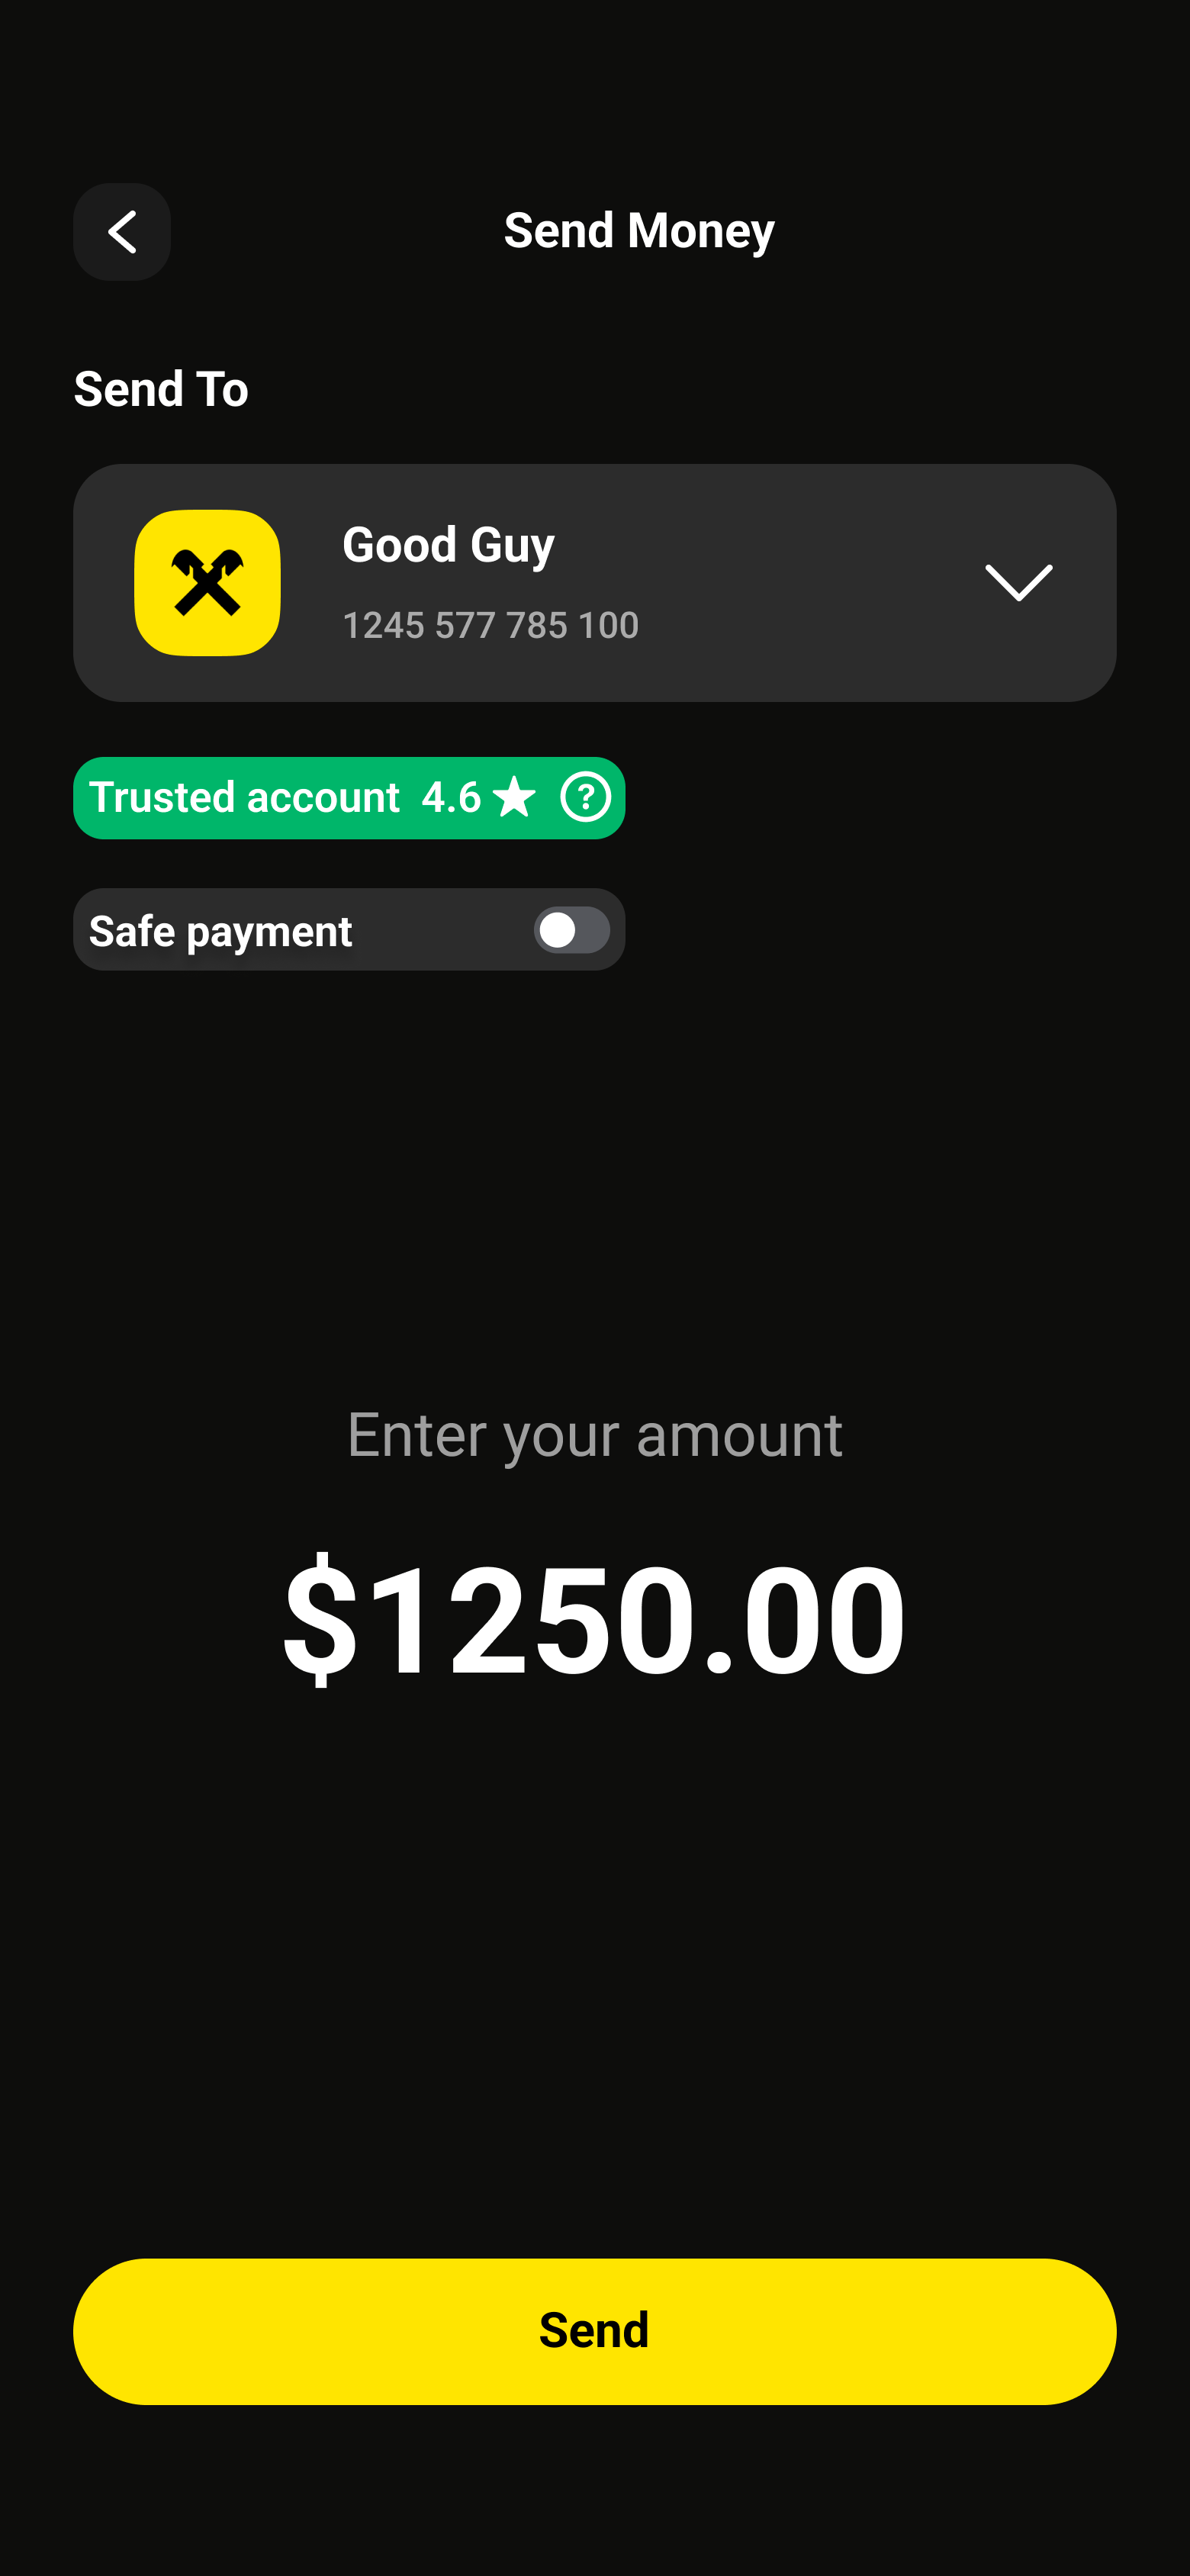 Send Money
Send To
Good Guy
1245 577 785 100
Trusted account 4.6 ★ ?
Safe payment
Enter your amount
$1250.00
Send